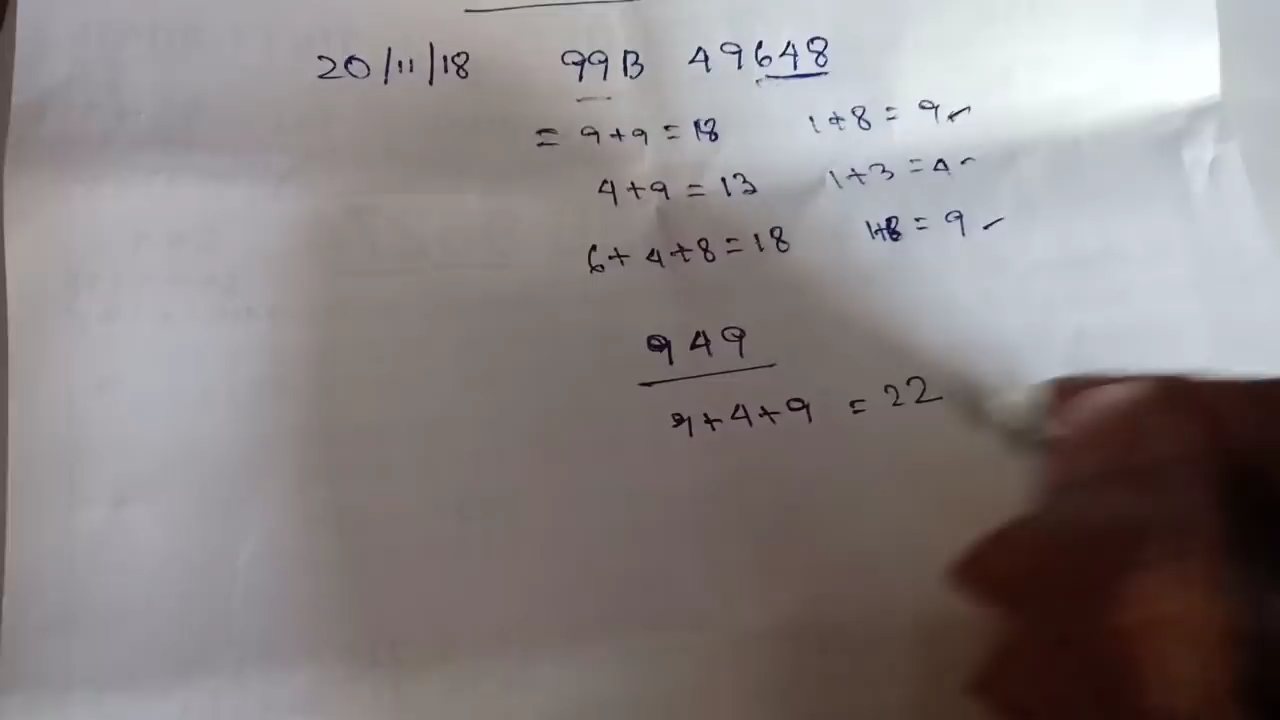 20/11/18 99B 49648
= 9+9=18 1+8=9
4+9=13 1+3=4
6+4+8=18 1+8=9
949
9+4+9=22